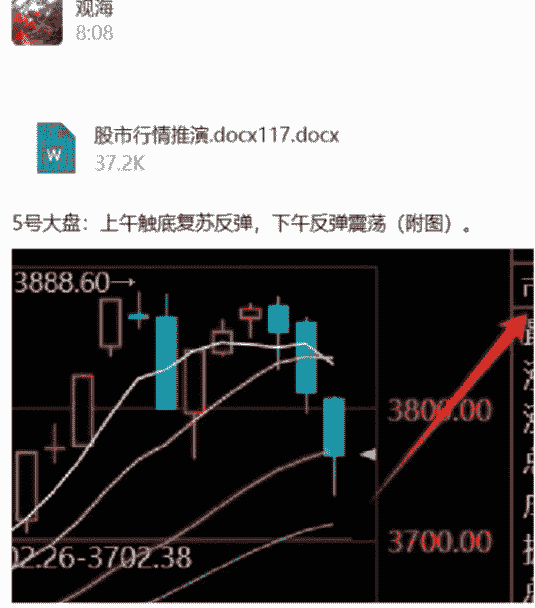 观海
8:08
股市行情推演.docx117.docx
37.2K
W
5号大盘：上午触底复苏反弹，下午反弹震荡（附图）。
3888.60→
3800.00
3700.00
02.26-3702.38